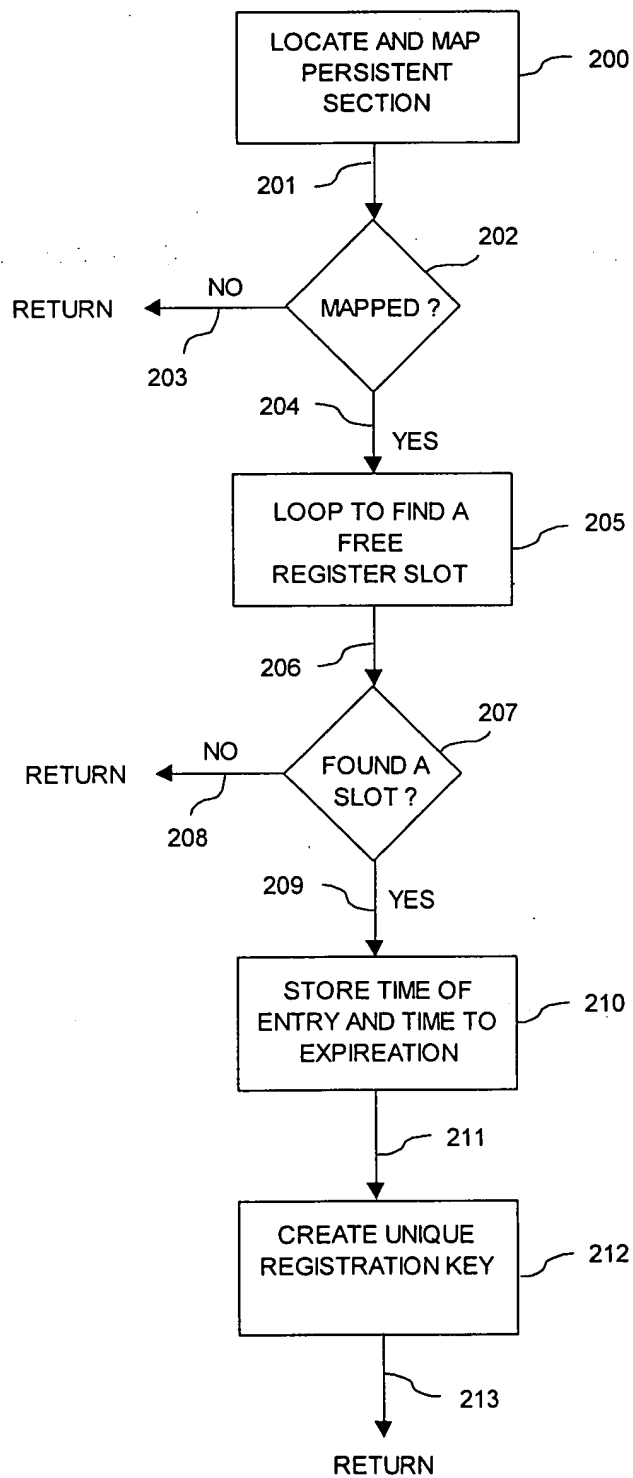 LOCATE AND MAP
PERSISTENT
SECTION
200
201
202
MAPPED ?
NO
RETURN
203
204
YES
LOOP TO FIND A
FREE
REGISTER SLOT
205
206
207
NO
RETURN
FOUND A
SLOT ?
208
209
YES
STORE TIME OF
ENTRY AND TIME TO
EXPIREATION
210
211
CREATE UNIQUE
REGISTRATION KEY
212
213
RETURN